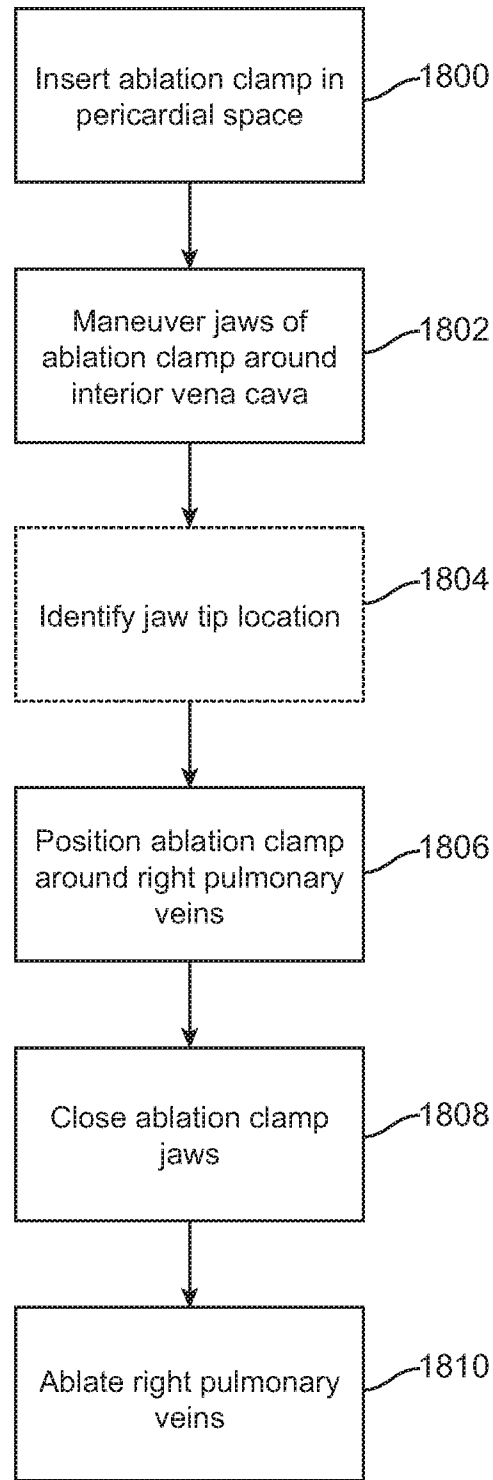 Insert ablation clamp in
pericardial space
1800
Maneuver jaws of
ablation clamp around
interior vena cava
1802
Identify jaw tip location
1804
Position ablation clamp
around right pulmonary
veins
1806
Close ablation clamp
jaws
1808
Ablate right pulmonary
veins
1810